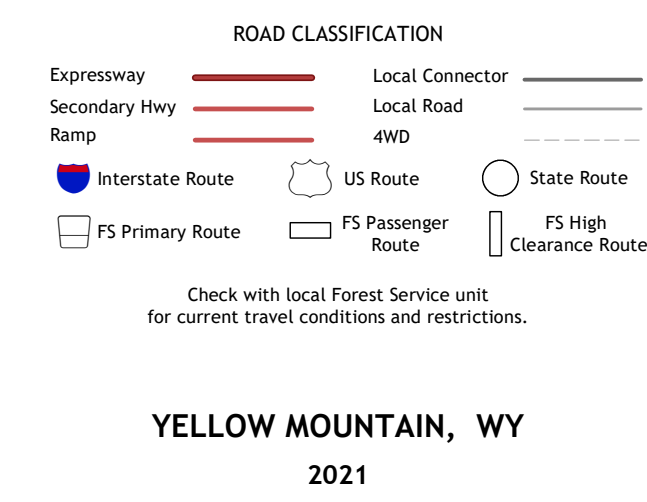 ROAD CLASSIFICATION
Expressway
Local Connector
Secondary Hwy
Local Road
Ramp
4WD
Interstate Route
US Route
State Route
FS Primary Route
FS Passenger
Route
FS High
Clearance Route
Check with local Forest Service unit
for current travel conditions and restrictions.
YELLOW MOUNTAIN, WY
2021